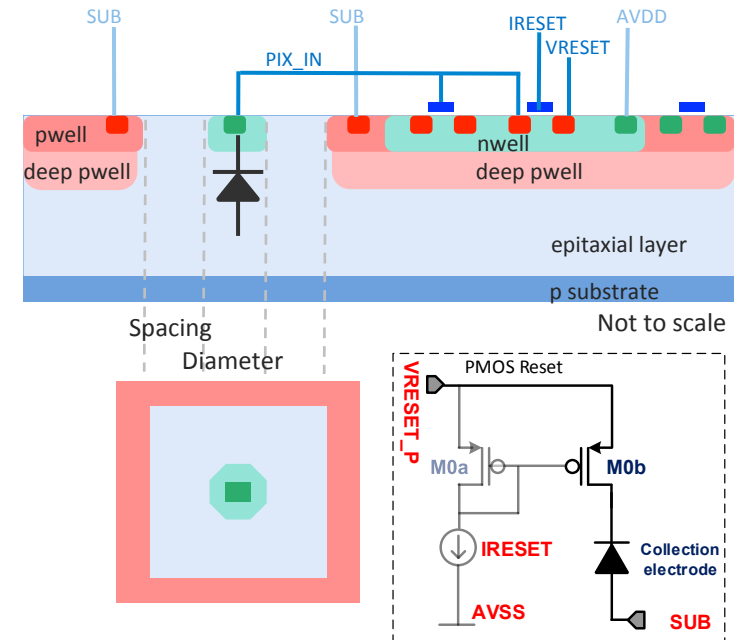 SUB
SUB
IRESET
AVDD
VRESET
PIX_IN
pwell
nwell
deep pwell
deep pwell
epitaxial layer
p substrate
Spacing
Not to scale
Diameter
PMOS Reset
VRESET_P
M0a
M0b
IRESET
Collection
electrode
AVSS
SUB